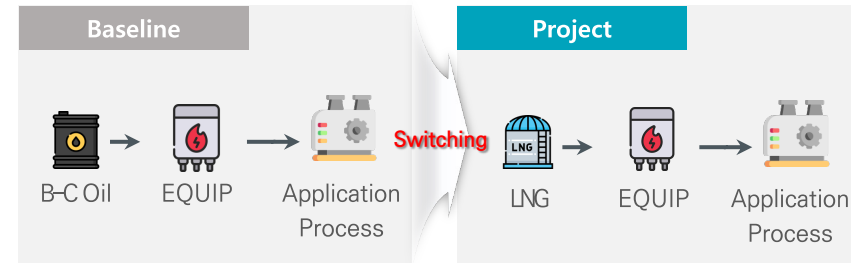 Baseline
B-C Oil
EQUIP
Application
Process
Switching
Project
LNG
LNG
EQUIP
Application
Process